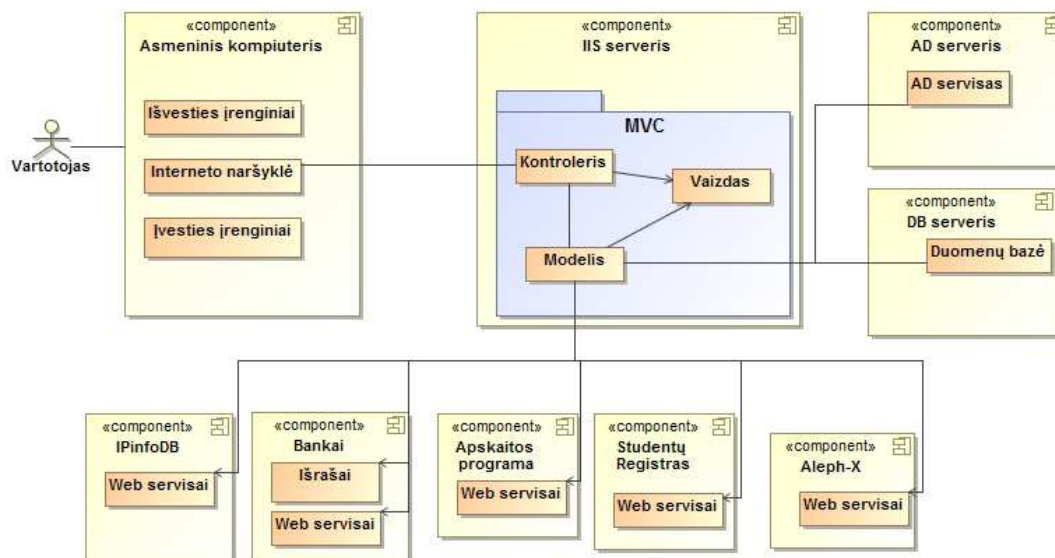 «component»
Asmeninis kompiuteris
Išvesties įrenginiai
Interneto naršyklė
Įvesties įrenginiai
Vartotojas
«component»
IIS serveris
MVC
Kontroleris
Vaizdas
Modelis
«component»
AD serveris
AD servisas
«component»
DB serveris
Duomenų bazė
«component»
IPinfoDB
Web servisai
«component»
Bankai
Išrašai
Web servisai
«component»
Apskaitos
programa
Web servisai
«component»
Studentų
Registras
Web servisai
«component»
Aleph-X
Web servisai